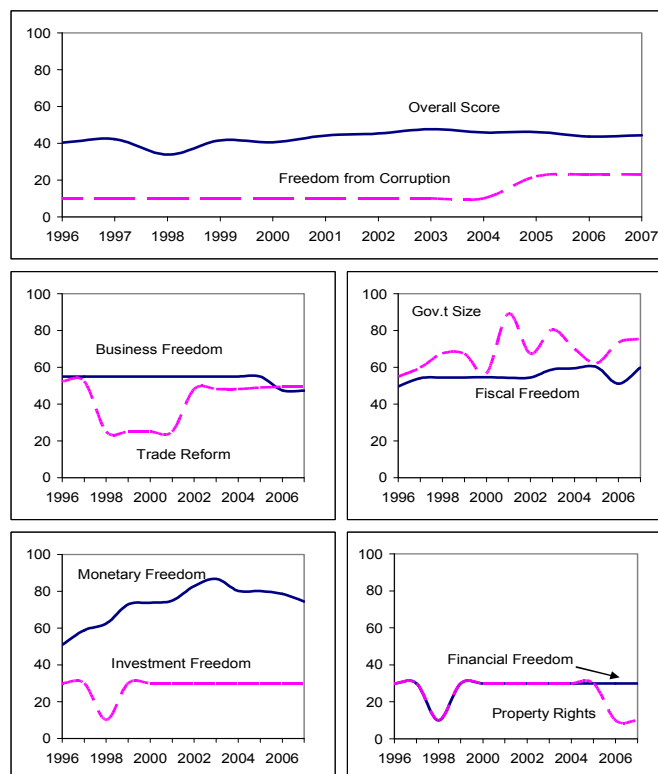 100
80
60
40
20
0
Overall Score
Freedom from Corruption
1996 1997 1998 1999 2000 2001 2002 2003 2004 2005 2006 2007
100
80
60
40
20
0
Business Freedom
Trade Reform
1996 1998 2000 2002 2004 2006
100
80
60
40
20
0
Gov.t Size
Fiscal Freedom
1996 1998 2000 2002 2004 2006
100
80
60
40
20
0
Monetary Freedom
Investment Freedom
1996 1998 2000 2002 2004 2006
100
80
60
40
20
0
Financial Freedom
Property Rights
1996 1998 2000 2002 2004 2006